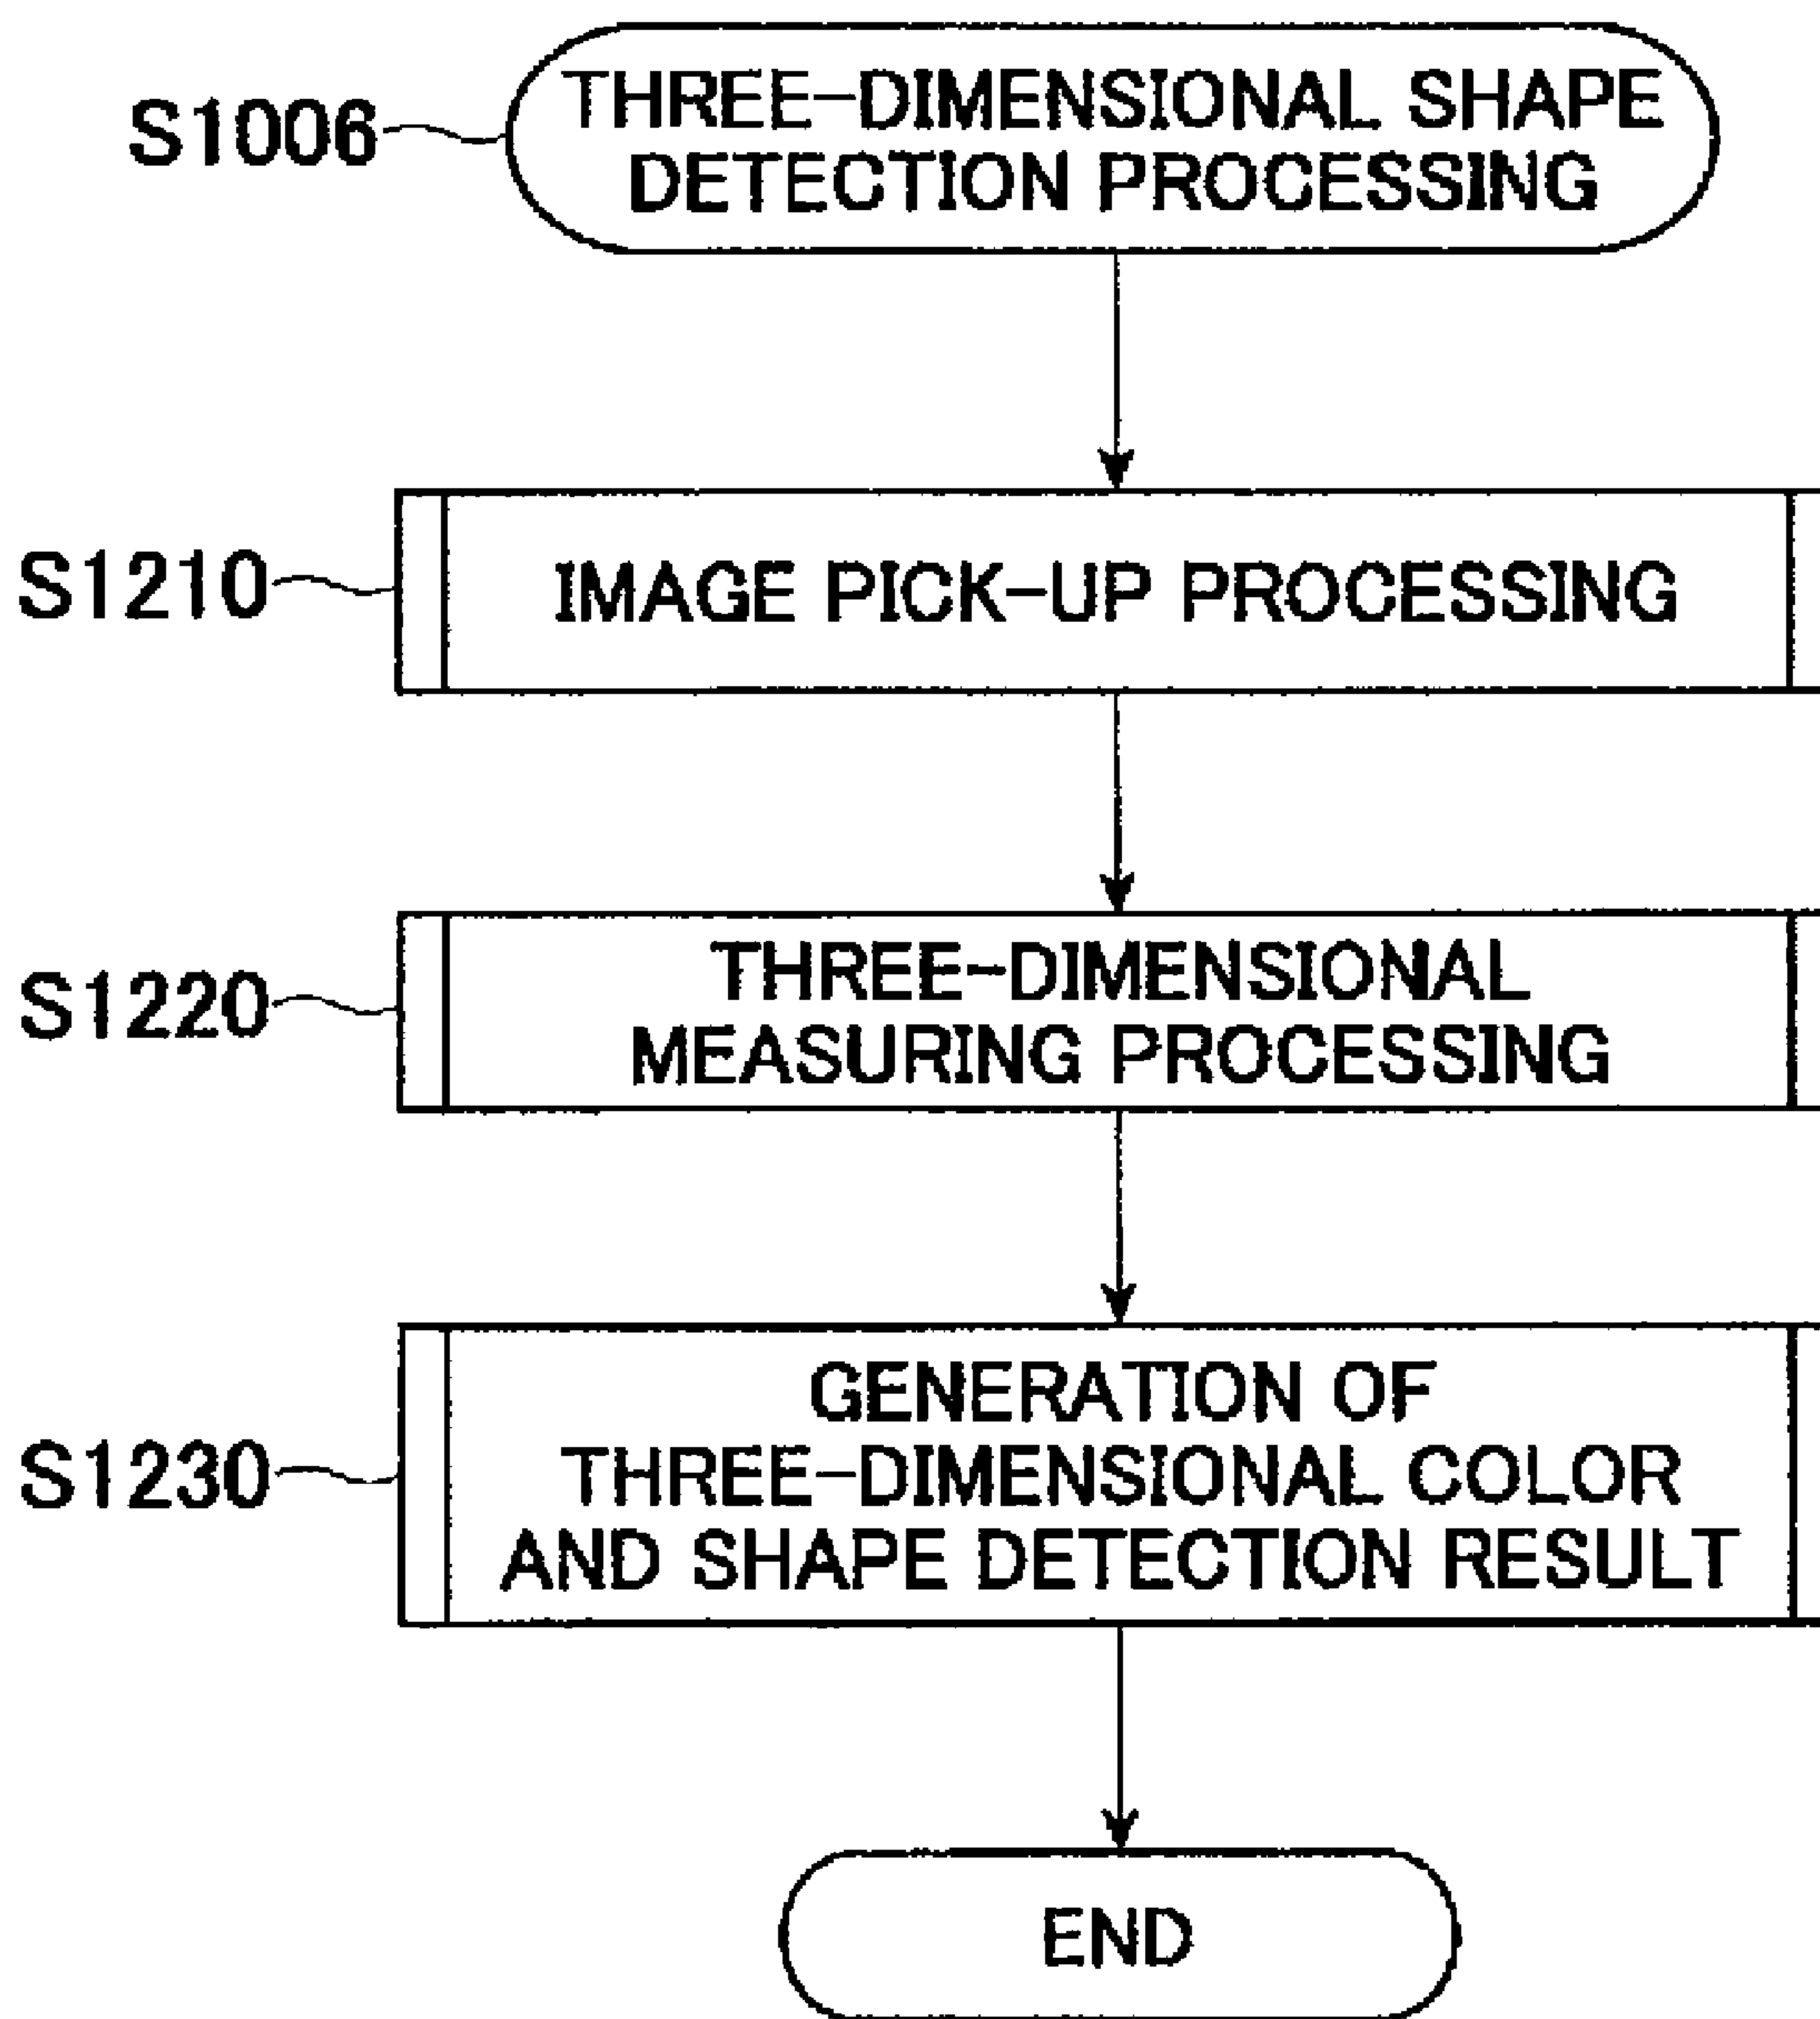 S1006
THREE-DIMENSIONAL SHAPE
DETECTION PROCESSING
S1210
IMAGE PICK-UP PROCESSING
S1220
THREE-DIMENSIONAL
MEASURING PROCESSING
S1230
GENERATION OF
THREE-DIMENSIONAL COLOR
AND SHAPE DETECTION RESULT
END